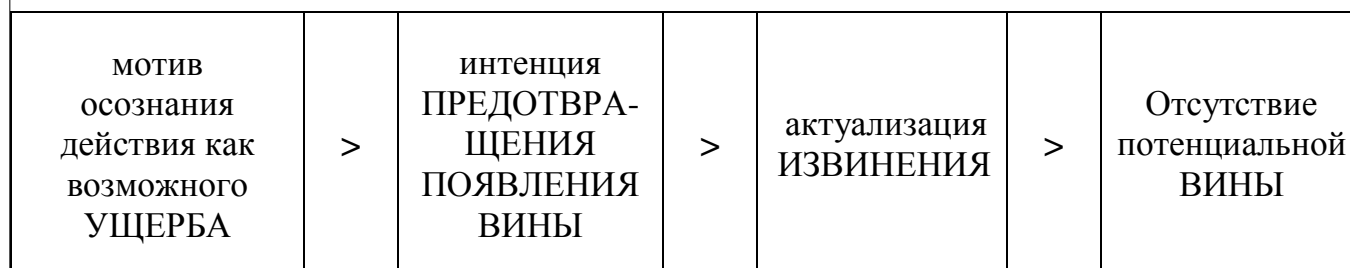 мотив
осознания
действия как
возможного
УЩЕРБА
>
интенция
ПРЕДОТВРА-
ЩЕНИЯ
ПОЯВЛЕНИЯ
ВИНЫ
>
актуализация
ИЗВИНЕНИЯ
>
Отсутствие
потенциальной
ВИНЫ